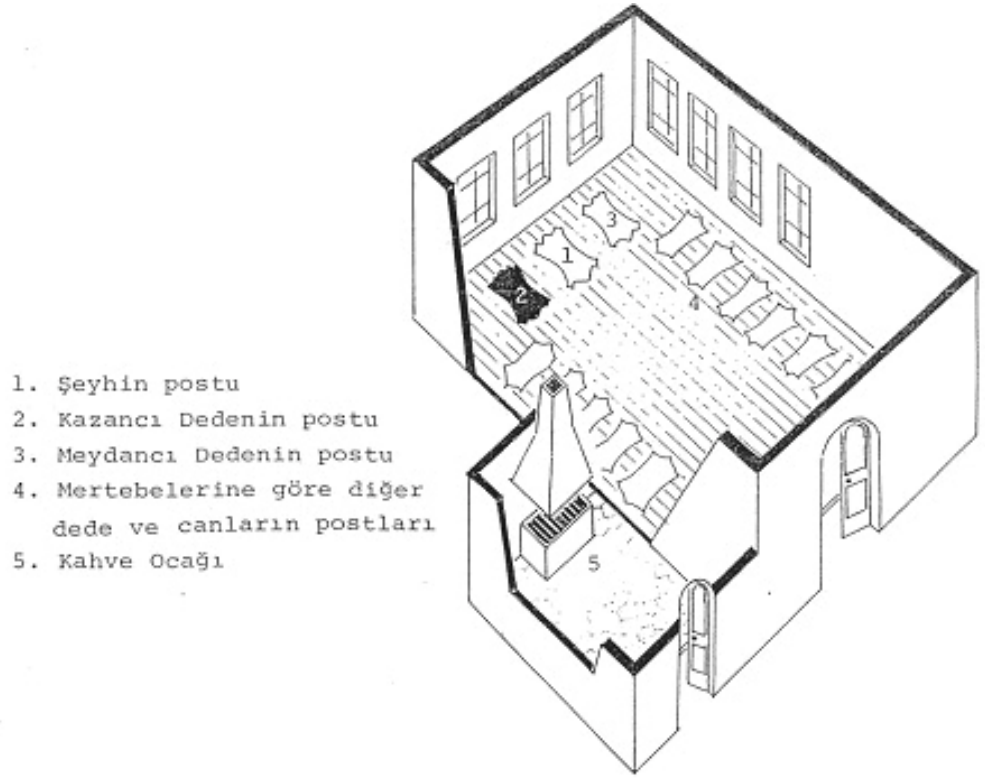 1. Şeyhin postu
2. Kazancı Dedenin postu
3. Meydancı Dedenin postu
4. Mertebelerine göre diğer
dede ve canların postları
5. Kahve Ocağı
3
1
2
4
5